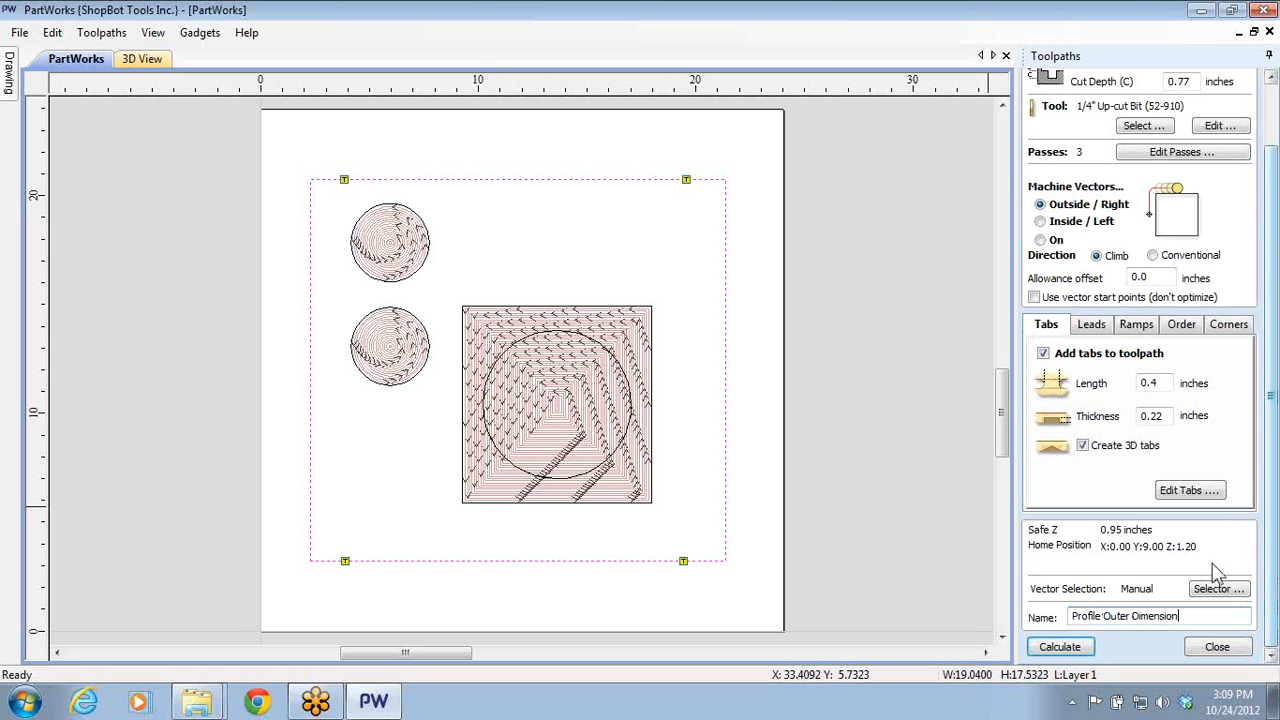 PW PartWorks {ShopBot Tools Inc.} - [PartWorks]
File Edit Toolpaths View Gadgets Help
Drawing
PartWorks 3D View
0 10 20 30
20
10
0
T T
T T
Ready
X: 33.4092 Y: 5.7323 W:19.0400 H:17.5323 L:Layer 1
Toolpaths
Cut Depth (C) 0.77 inches
Tool: 1/4" Up-cut Bit (52-910)
Select ... Edit ...
Passes: 3 Edit Passes ...
Machine Vectors...
Outside / Right
Inside / Left
On
Direction Climb Conventional
Allowance offset 0.0 inches
Use vector start points (don't optimize)
Tabs Leads Ramps Order Corners
Add tabs to toolpath
Length 0.4 inches
Thickness 0.22 inches
Create 3D tabs
Edit Tabs ....
Safe Z 0.95 inches
Home Position X:0.00 Y:9.00 Z:1.20
Vector Selection: Manual Selector ...
Name: Profile Outer Dimension
Calculate Close
PW
3:09 PM
10/24/2012